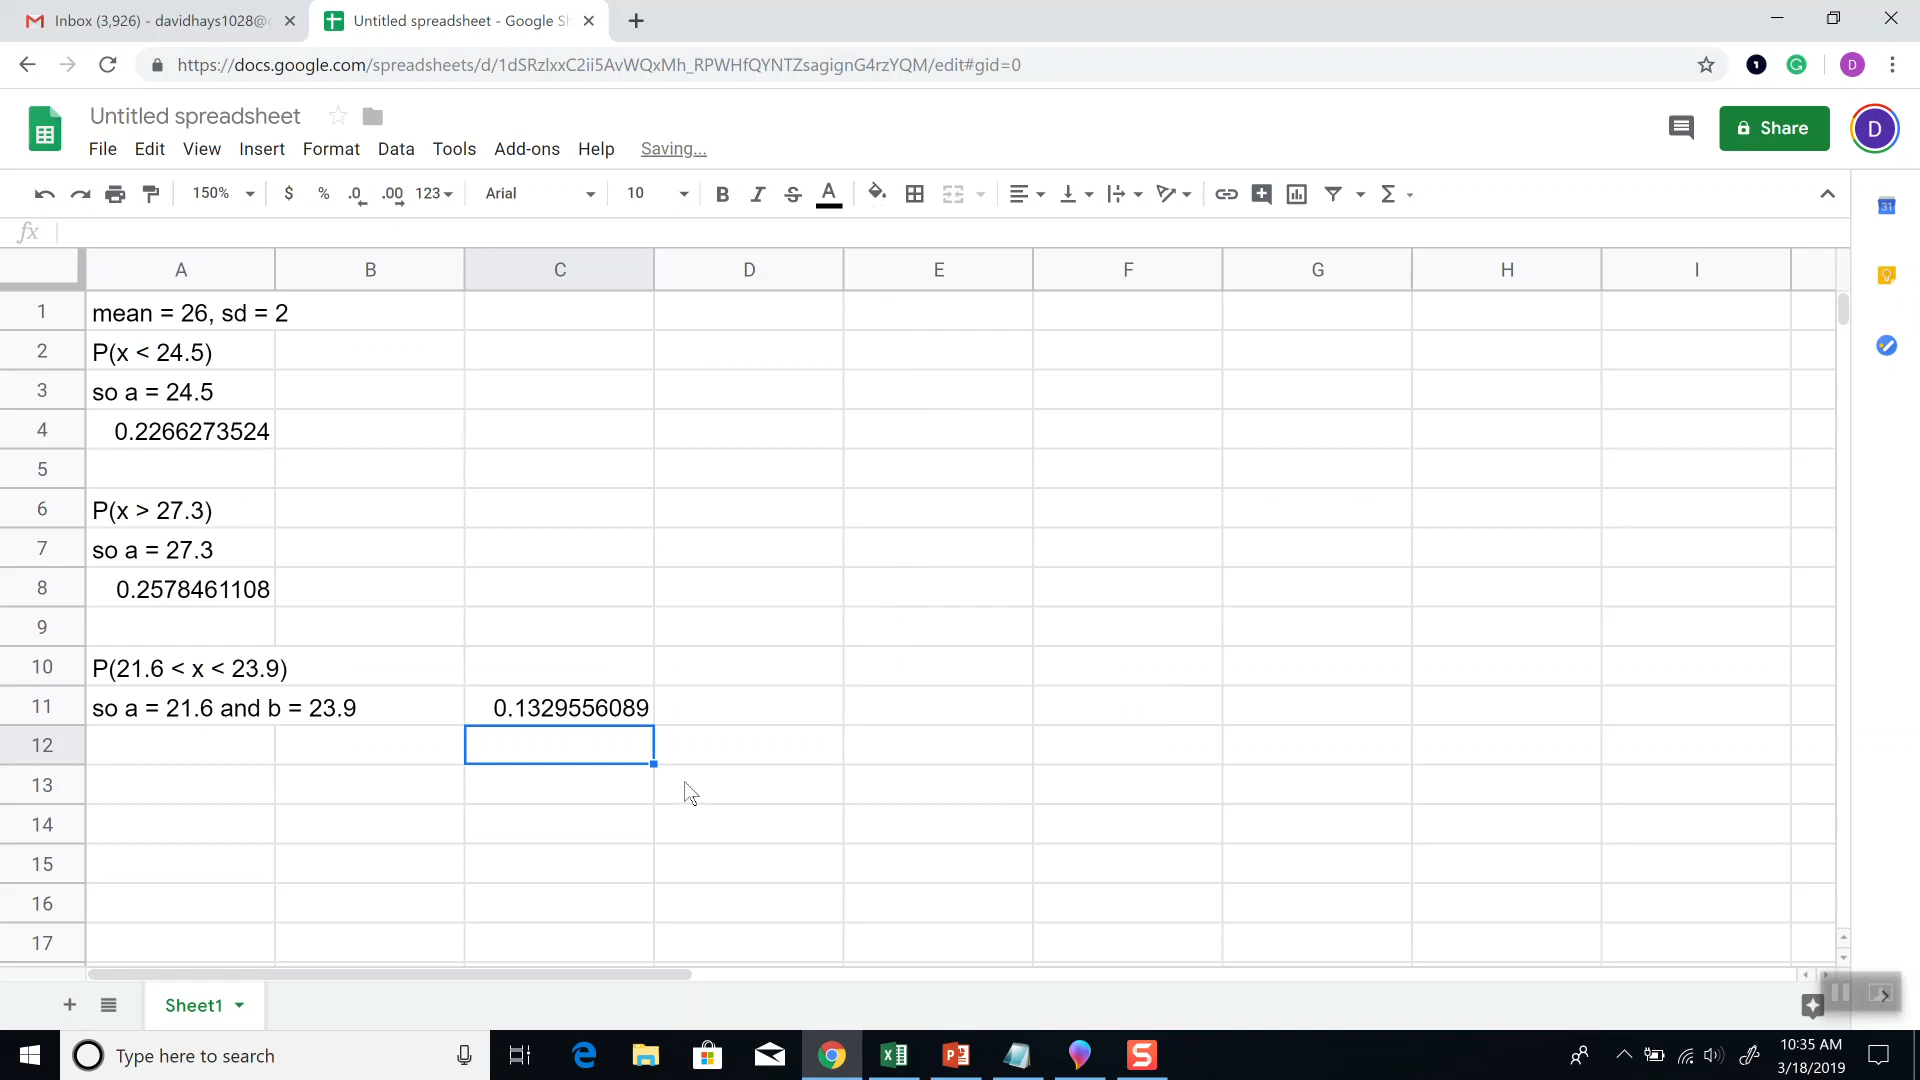 Inbox (3,926) - davidhays1028@g
Untitled spreadsheet - Google Sh
https://docs.google.com/spreadsheets/d/1dSRzlxxC2ii5AvWQxMh_RPWHfQYNTZsagignG4rzYQM/edit#gid=0
1
D
Untitled spreadsheet
File Edit View Insert Format Data Tools Add-ons Help Saving...
Share
D
150% $ % .0 .00 123 Arial 10 B I S A Σ
31
fx
A B C D E F G H I
1 mean = 26, sd = 2
2 P(x < 24.5)
3 so a = 24.5
4 0.2266273524
5
6 P(x > 27.3)
7 so a = 27.3
8 0.2578461108
9
10 P(21.6 < x < 23.9)
11 so a = 21.6 and b = 23.9 0.1329556089
12
13
14
15
16
17
Sheet1
Type here to search
10:35 AM
3/18/2019